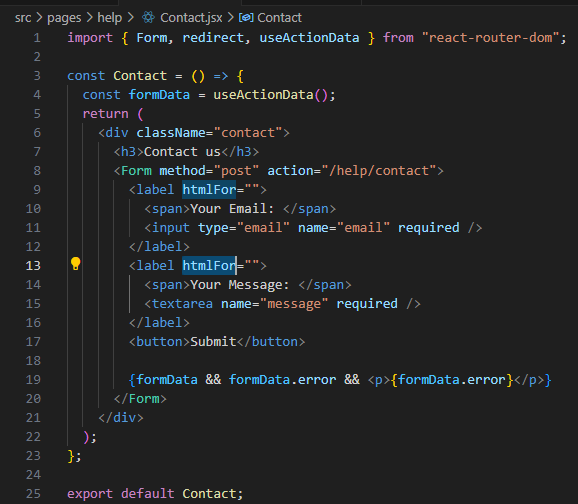 src > pages > help > Contact.jsx > Contact
1 import { Form, redirect, useActionData } from "react-router-dom";
2
3 const Contact = () => {
4   const formData = useActionData();
5   return (
6     <div className="contact">
7       <h3>Contact us</h3>
8       <Form method="post" action="/help/contact">
9         <label htmlFor="">
10           <span>Your Email: </span>
11           <input type="email" name="email" required />
12         </label>
13         <label htmlFor="">
14           <span>Your Message: </span>
15           <textarea name="message" required />
16         </label>
17         <button>Submit</button>
18
19         {formData && formData.error && <p>{formData.error}</p>}
20       </Form>
21     </div>
22   );
23 };
24
25 export default Contact;